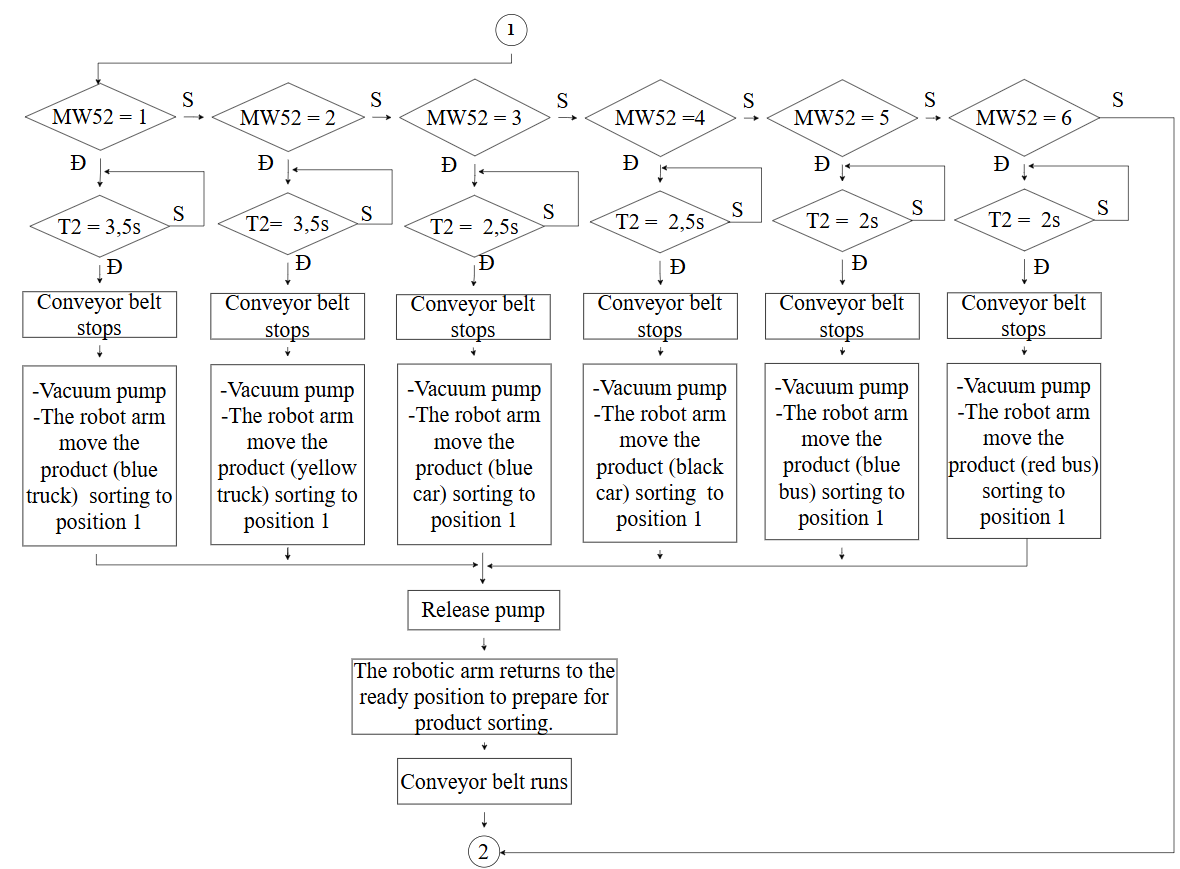 1
MW52 = 1
S
MW52 = 2
S
MW52 = 3
S
MW52 =4
S
MW52 = 5
S
MW52 = 6
S
Đ
Đ
Đ
Đ
Đ
Đ
T2 = 3,5s
S
T2= 3,5s
S
T2 = 2,5s
S
T2 = 2,5s
S
T2 = 2s
S
T2 = 2s
S
Đ
Đ
Đ
Đ
Đ
Đ
Conveyor belt
stops
Conveyor belt
stops
Conveyor belt
stops
Conveyor belt
stops
Conveyor belt
stops
Conveyor belt
stops
-Vacuum pump
-The robot arm
move the
product (blue
truck) sorting to
position 1
-Vacuum pump
-The robot arm
move the
product (yellow
truck) sorting to
position 1
-Vacuum pump
-The robot arm
move the
product (blue
car) sorting to
position 1
-Vacuum pump
-The robot arm
move the
product (black
car) sorting to
position 1
-Vacuum pump
-The robot arm
move the
product (blue
bus) sorting to
position 1
-Vacuum pump
-The robot arm
move the
product (red bus)
sorting to
position 1
Release pump
The robotic arm returns to the
ready position to prepare for
product sorting.
Conveyor belt runs
2